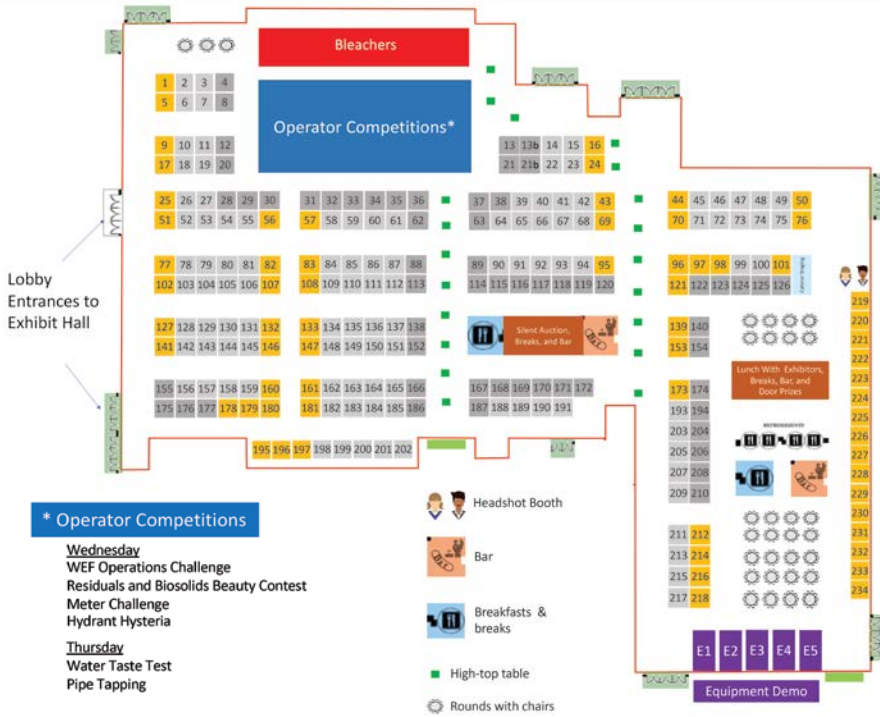 Bleachers
Operator Competitions*
1 2 3 4
5 6 7 8
9 10 11 12
17 18 19 20
13 13b 14 15 16
21 21b 22 23 24
25 26 27 28 29 30
51 52 53 54 55 56
31 32 33 34 35 36
57 58 59 60 61 62
37 38 39 40 41 42 43
63 64 65 66 67 68 69
44 45 46 47 48 49 50
70 71 72 73 74 75 76
Lobby
Entrances to
Exhibit Hall
77 78 79 80 81 82
102 103 104 105 106 107
83 84 85 86 87 88
108 109 110 111 112 113
89 90 91 92 93 94 95
114 115 116 117 118 119 120
96 97 98 99 100 101
121 122 123 124 125 126
127 128 129 130 131 132
141 142 143 144 145 146
133 134 135 136 137 138
147 148 149 150 151 152
Silent Auction,
Breaks, and Bar
139 140
153 154
155 156 157 158 159 160
175 176 177 178 179 180
161 162 163 164 165 166
181 182 183 184 185 186
167 168 169 170 171 172
187 188 189 190 191
173 174
193 194
203 204
205 206
207 208
209 210
211 212
213 214
215 216
217 218
195 196 197 198 199 200 201 202
Lunch With Exhibitors,
Breaks, Bar, and
Door Prizes
219
220
221
222
223
224
225
226
227
228
229
230
231
232
233
234
E1 E2 E3 E4 E5
Equipment Demo
* Operator Competitions
Wednesday
WEF Operations Challenge
Residuals and Biosolids Beauty Contest
Meter Challenge
Hydrant Hysteria
Thursday
Water Taste Test
Pipe Tapping
Headshot Booth
Bar
Breakfasts &
breaks
High-top table
Rounds with chairs